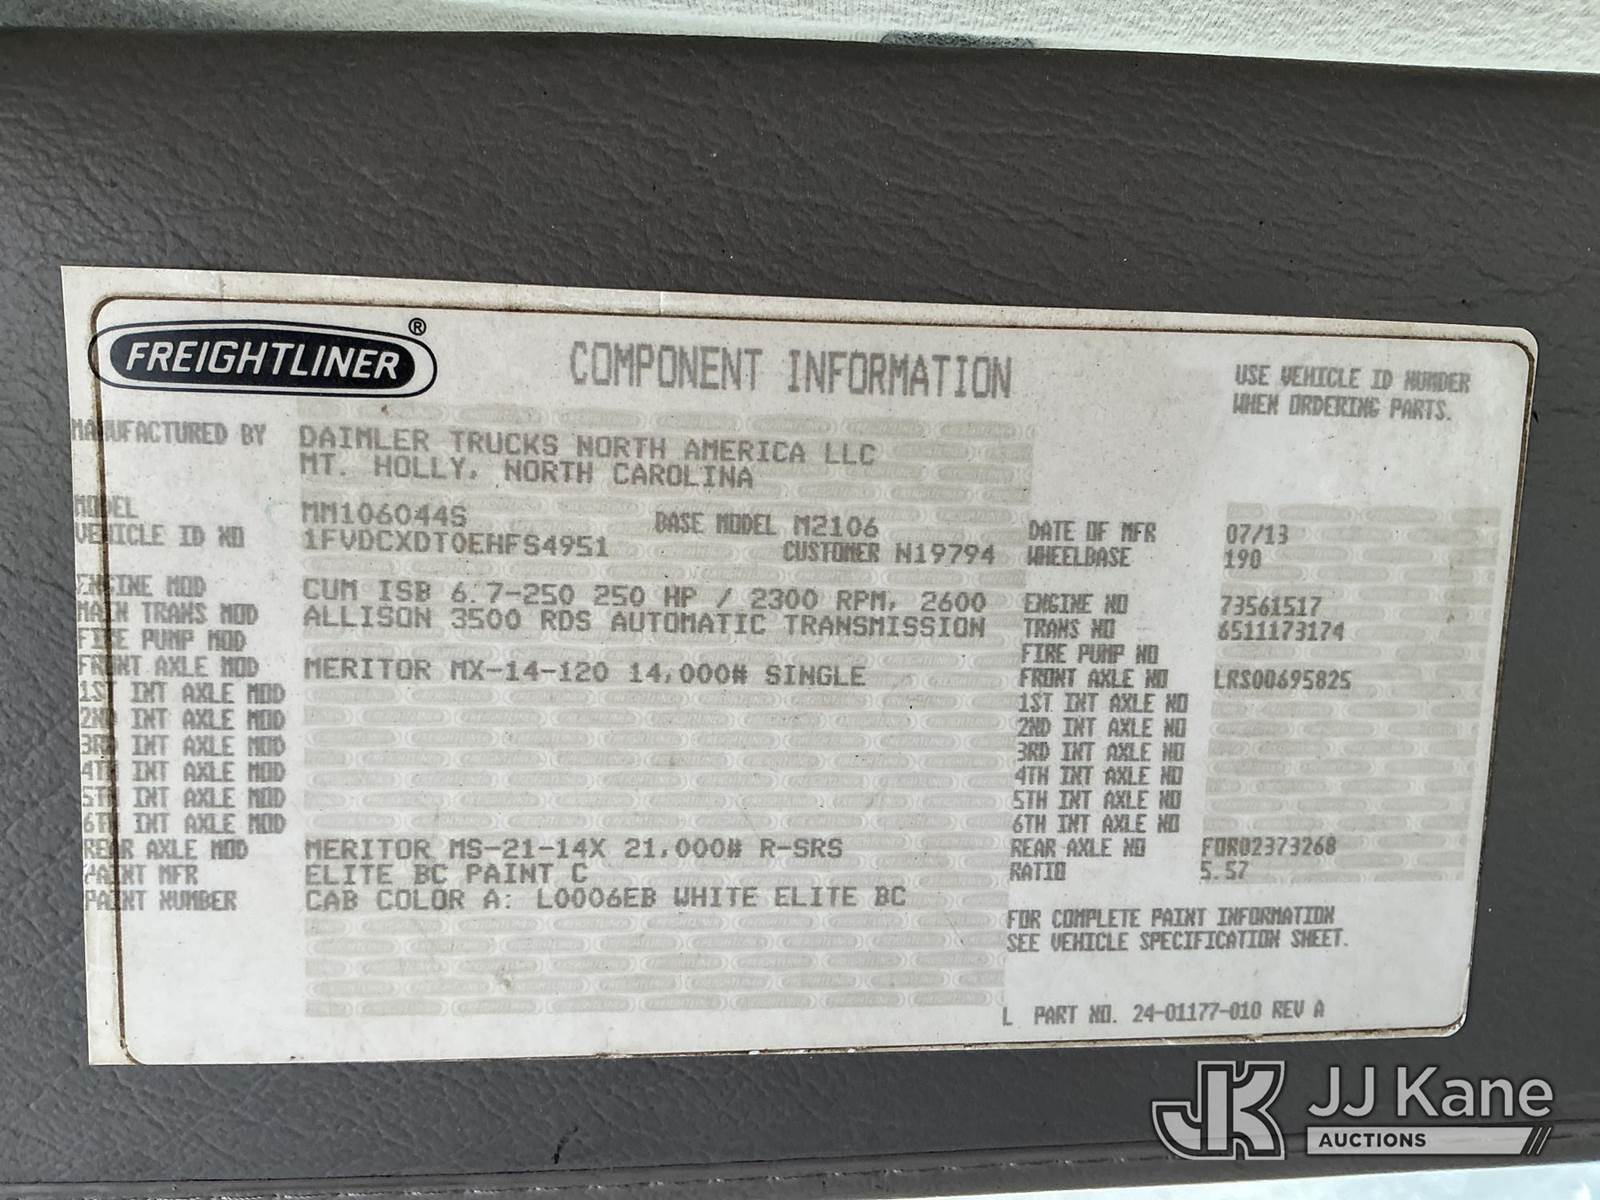 FREIGHTLINER®
COMPONENT INFORMATION
USE VEHICLE ID NUMBER
WHEN ORDERING PARTS.
MANUFACTURED BY DAIMLER TRUCKS NORTH AMERICA LLC
MT. HOLLY, NORTH CAROLINA
MODEL MM106044S BASE MODEL M2106 DATE OF MFR 07/13
VEHICLE ID NO 1FVDCXDT0EHFS4951 CUSTOMER N19794 WHEELBASE 190
ENGINE MOD CUM ISB 6.7-250 250 HP / 2300 RPM, 2600 ENGINE NO 73561517
MAIN TRANS MOD ALLISON 3500 RDS AUTOMATIC TRANSMISSION TRANS NO 6511173174
FIRE PUMP MOD FIRE PUMP NO
FRONT AXLE MOD MERITOR MX-14-120 14,000# SINGLE FRONT AXLE NO LRS00695825
1ST INT AXLE MOD 1ST INT AXLE NO
2ND INT AXLE MOD 2ND INT AXLE NO
3RD INT AXLE MOD 3RD INT AXLE NO
4TH INT AXLE MOD 4TH INT AXLE NO
5TH INT AXLE MOD 5TH INT AXLE NO
6TH INT AXLE MOD 6TH INT AXLE NO
REAR AXLE MOD MERITOR MS-21-14X 21,000# R-SRS REAR AXLE NO FOR02373268
PAINT MFR ELITE BC PAINT C RATIO 5.57
PAINT NUMBER CAB COLOR A: L0006EB WHITE ELITE BC
FOR COMPLETE PAINT INFORMATION
SEE VEHICLE SPECIFICATION SHEET.
L PART NO. 24-01177-010 REV A
JK JJ Kane
AUCTIONS